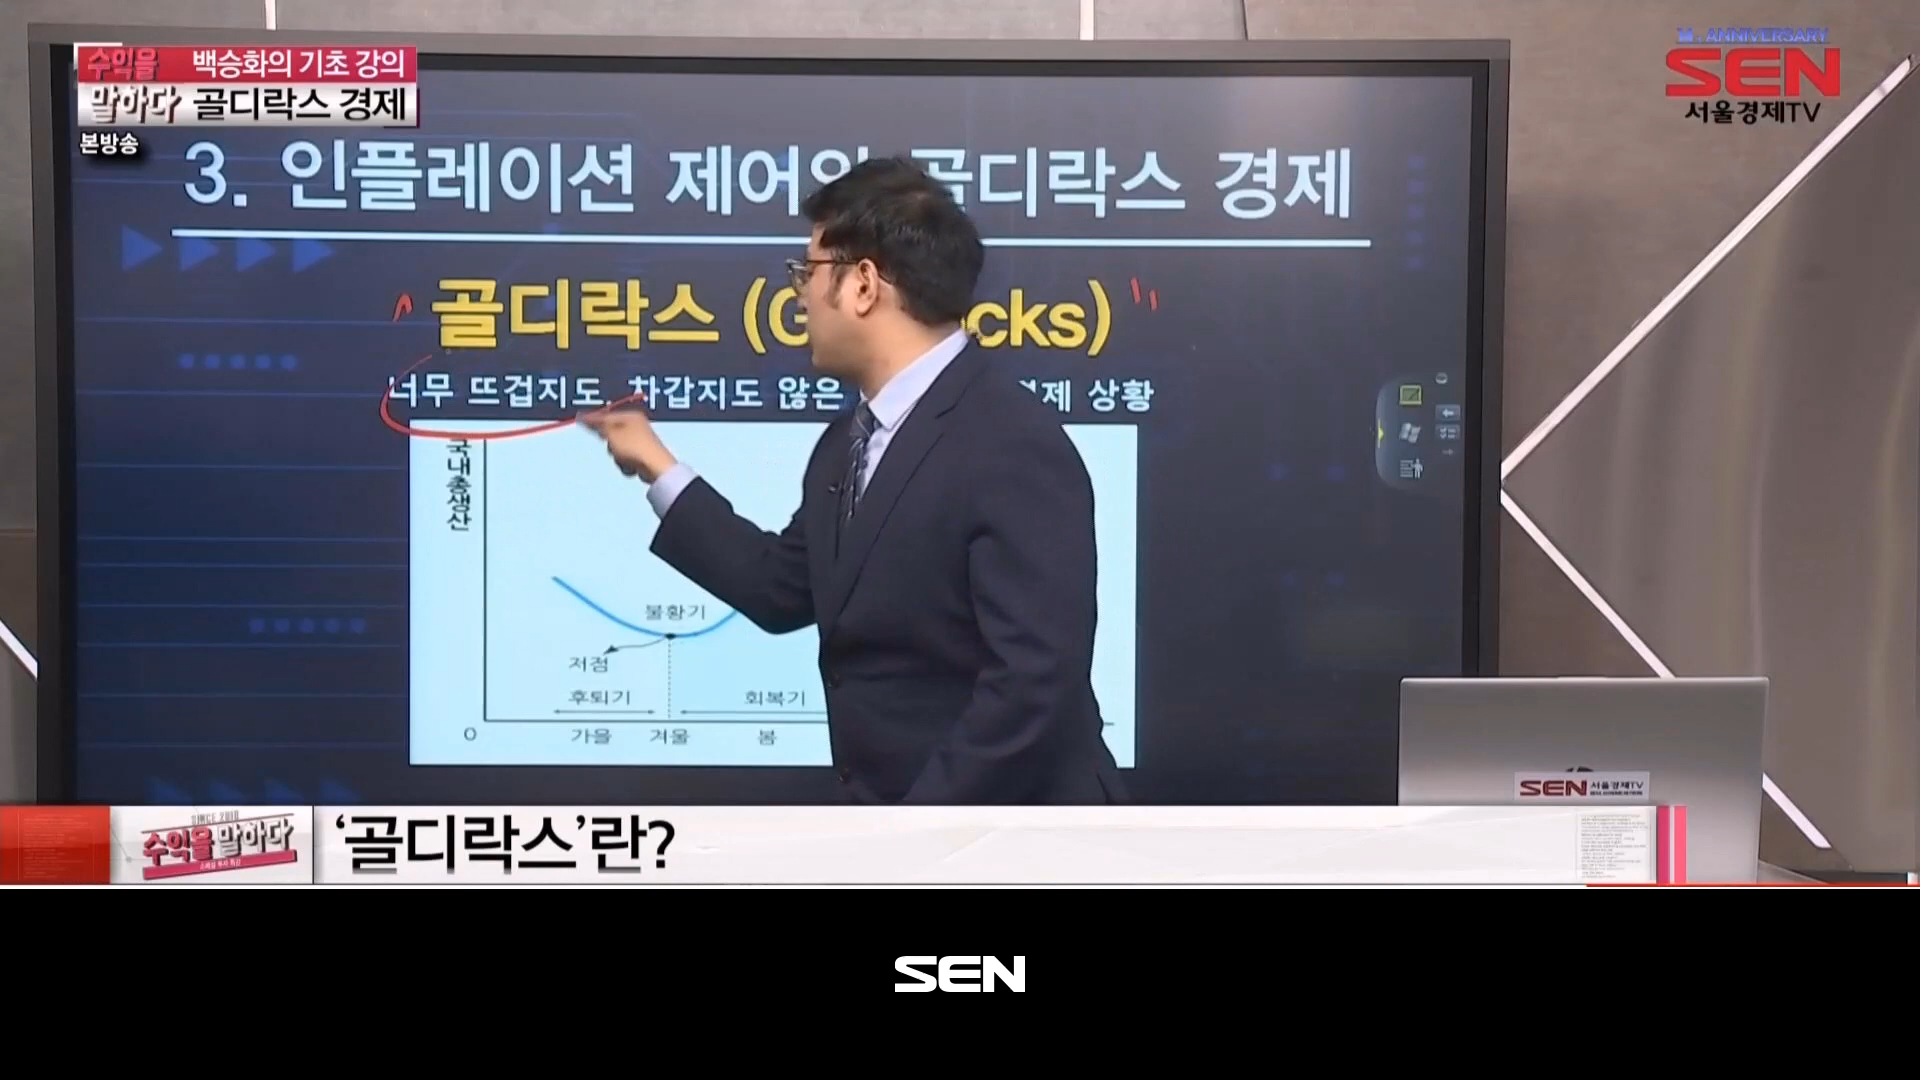 수익을 말하다
백승화의 기초 강의
골디락스 경제
본방송
ANNIVERSARY
SEN
서울경제TV
3. 인플레이션 제어 골디락스 경제
골디락스 (G cks)
너무 뜨겁지도, 차갑지도 않은 상황
국내총생산
불황기
저점
후퇴기
회복기
O
가을
겨울
봄
SEN 서울경제TV
수익을 말하다
‘골디락스’란?
SEN